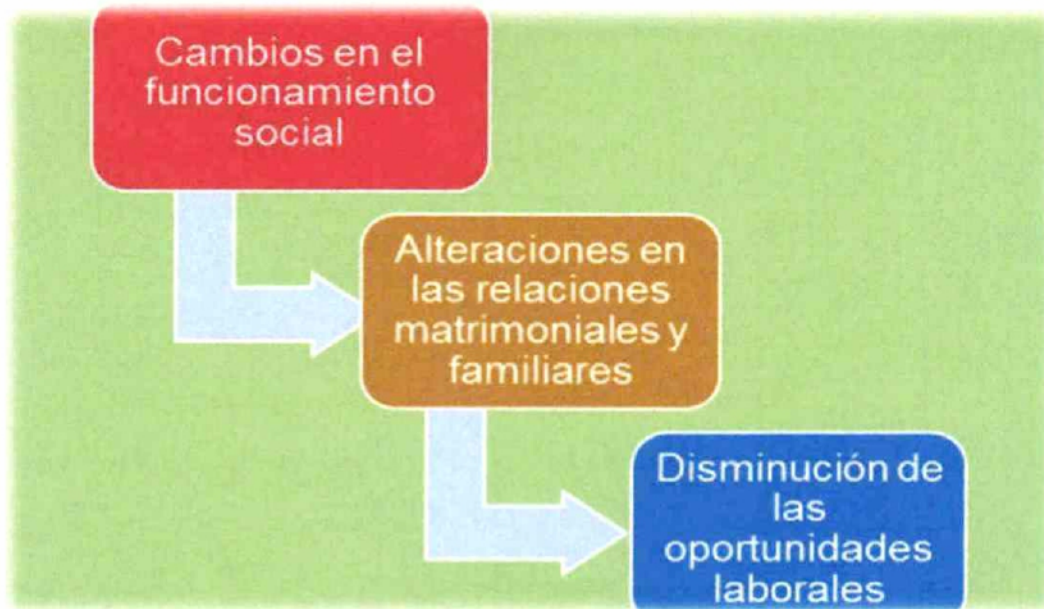 Cambios en el
funcionamiento
social
Alteraciones en
las relaciones
matrimoniales y
familiares
Disminución de
las
oportunidades
laborales